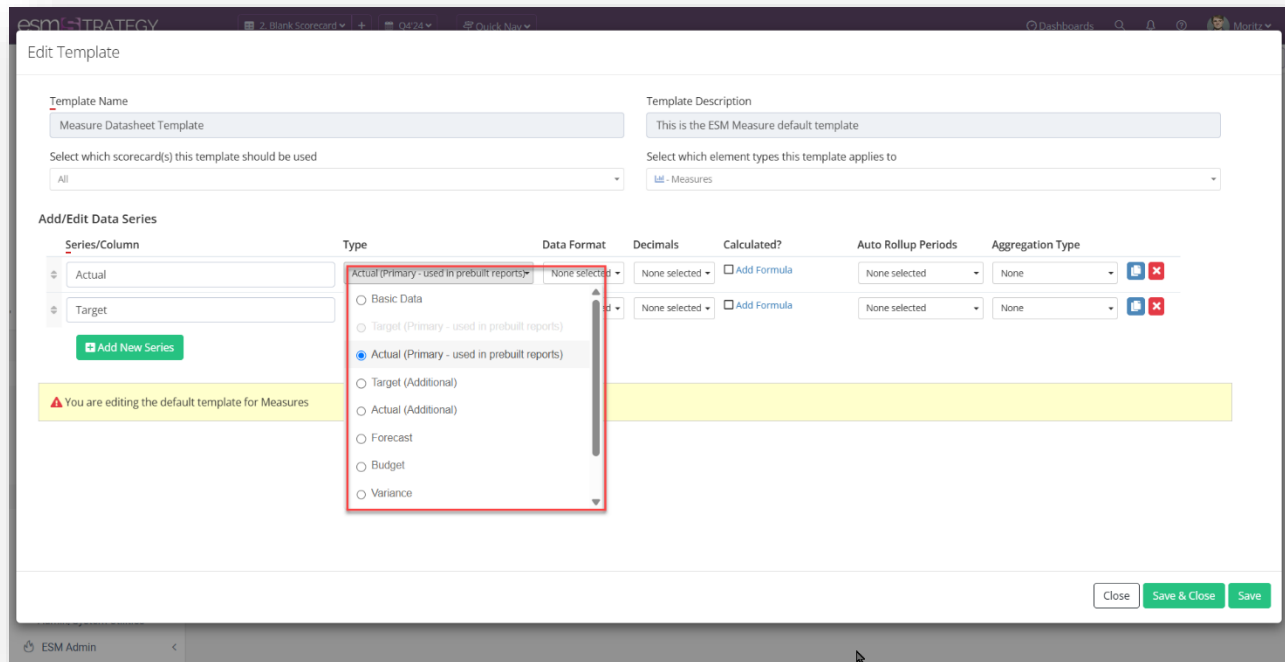 esm STRATEGY 2. Blank Scorecard + Q4'24 Quick Nav Dashboards Moritz
Edit Template
Template Name Template Description
Measure Datasheet Template This is the ESM Measure default template
Select which scorecard(s) this template should be used Select which element types this template applies to
All - Measures
Add/Edit Data Series
Series/Column Type Data Format Decimals Calculated? Auto Rollup Periods Aggregation Type
Actual Actual (Primary - used in prebuilt reports) None selected None selected Add Formula None selected None
Basic Data
Target d None selected Add Formula None selected None
Target (Primary - used in prebuilt reports)
Add New Series
Actual (Primary - used in prebuilt reports)
Target (Additional)
You are editing the default template for Measures
Actual (Additional)
Forecast
Budget
Variance
Close Save & Close Save
ESM Admin